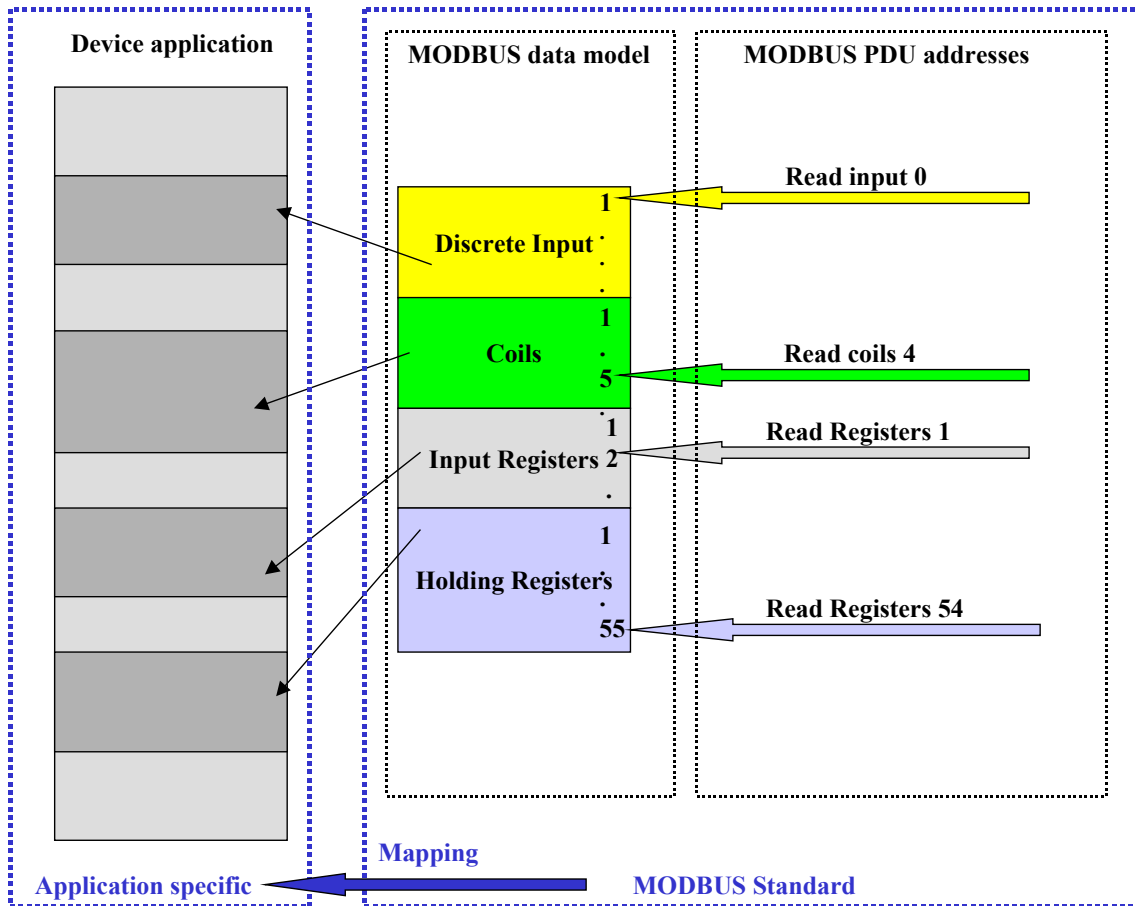 Device application
MODBUS data model
MODBUS PDU addresses
Read input 0
1
Discrete Input
.
.
.
1
Coils
.
5
.
Read coils 4
1
Input Registers 2
.
Read Registers 1
1
.
Holding Registers
.
55
Read Registers 54
Mapping
Application specific
MODBUS Standard